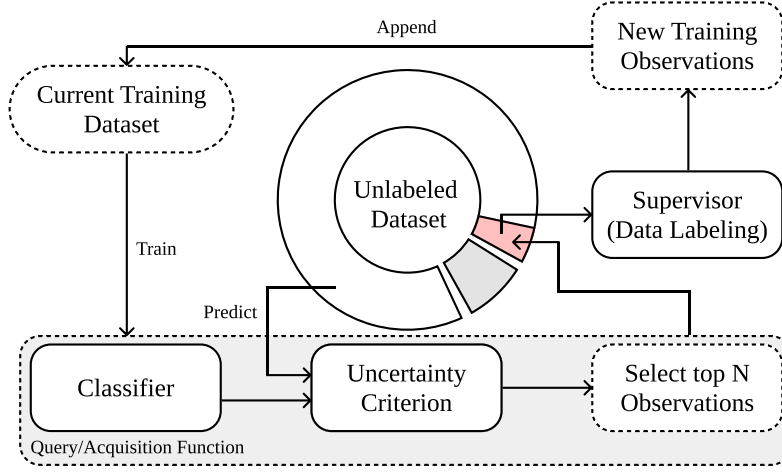 Append
New Training
Observations
Current Training
Dataset
Unlabeled
Dataset
Supervisor
(Data Labeling)
Train
Predict
Classifier
Uncertainty
Criterion
Select top N
Observations
Query/Acquisition Function